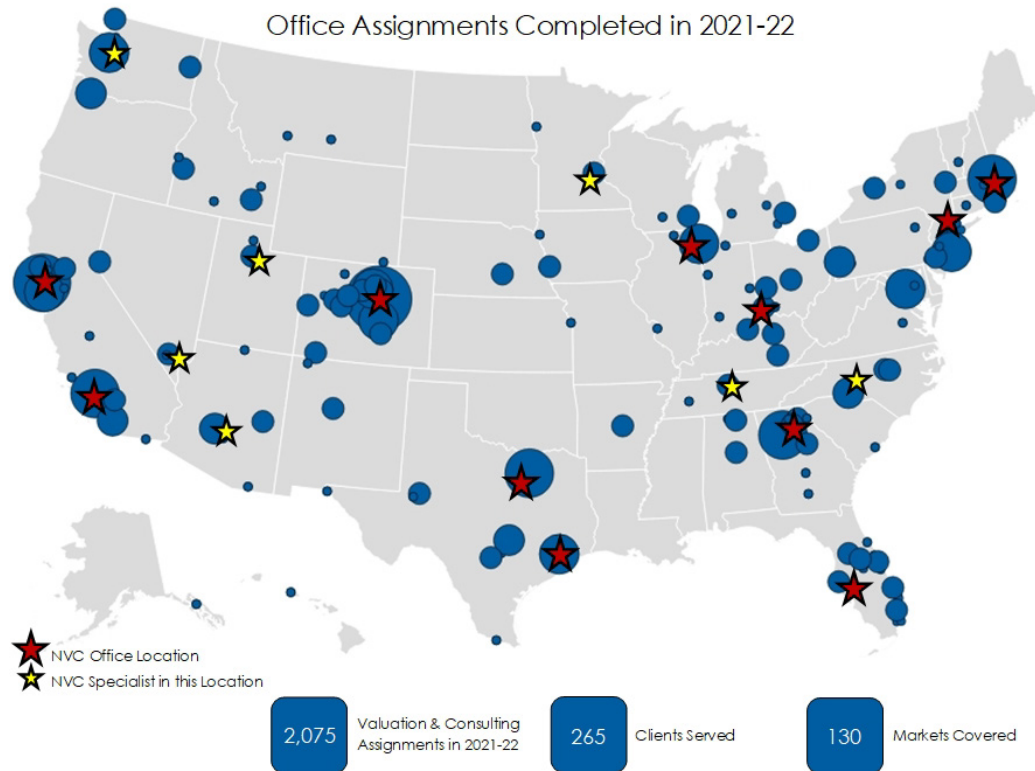 Office Assignments Completed in 2021-22
NVC Office Location
NVC Specialist in this Location
2,075
Valuation & Consulting
Assignments in 2021-22
265
Clients Served
130
Markets Covered